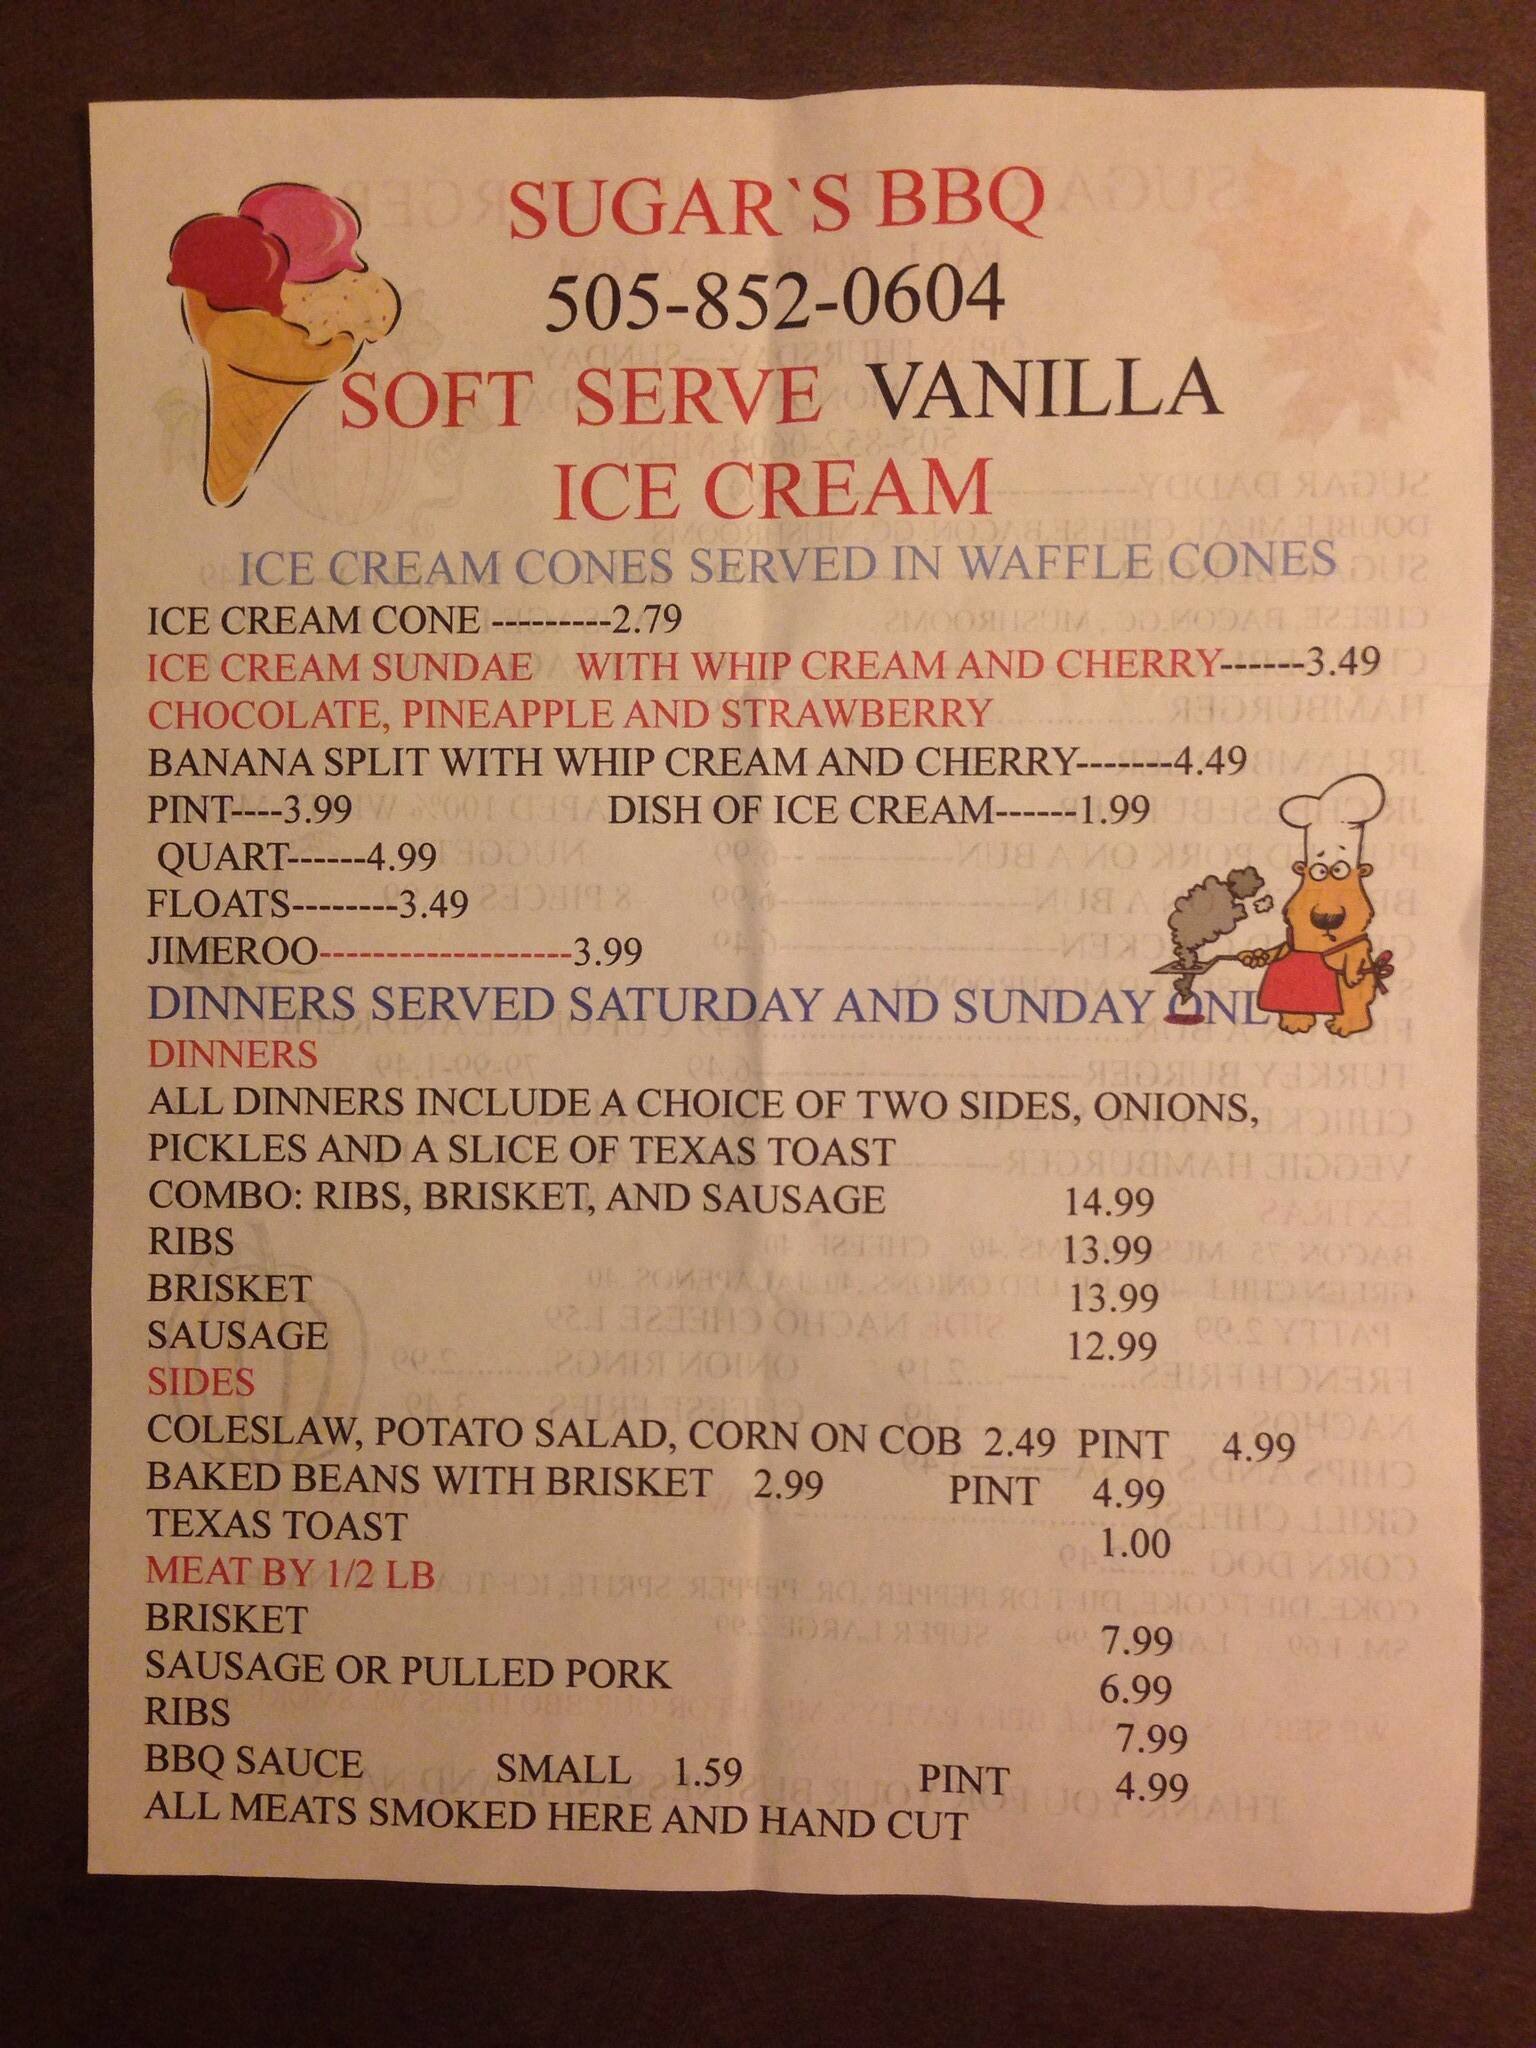 SUGAR`S BBQ
505-852-0604
SOFT SERVE VANILLA
ICE CREAM
ICE CREAM CONES SERVED IN WAFFLE CONES
ICE CREAM CONE ---------2.79
ICE CREAM SUNDAE WITH WHIP CREAM AND CHERRY------3.49
CHOCOLATE, PINEAPPLE AND STRAWBERRY
BANANA SPLIT WITH WHIP CREAM AND CHERRY-------4.49
PINT----3.99 DISH OF ICE CREAM------1.99
QUART------4.99
FLOATS--------3.49
JIMEROO-------------------3.99
DINNERS SERVED SATURDAY AND SUNDAY ONL
DINNERS
ALL DINNERS INCLUDE A CHOICE OF TWO SIDES, ONIONS,
PICKLES AND A SLICE OF TEXAS TOAST
COMBO: RIBS, BRISKET, AND SAUSAGE 14.99
RIBS 13.99
BRISKET 13.99
SAUSAGE 12.99
SIDES
COLESLAW, POTATO SALAD, CORN ON COB 2.49 PINT 4.99
BAKED BEANS WITH BRISKET 2.99 PINT 4.99
TEXAS TOAST 1.00
MEAT BY 1/2 LB
BRISKET 7.99
SAUSAGE OR PULLED PORK 6.99
RIBS 7.99
BBQ SAUCE SMALL 1.59 PINT 4.99
ALL MEATS SMOKED HERE AND HAND CUT